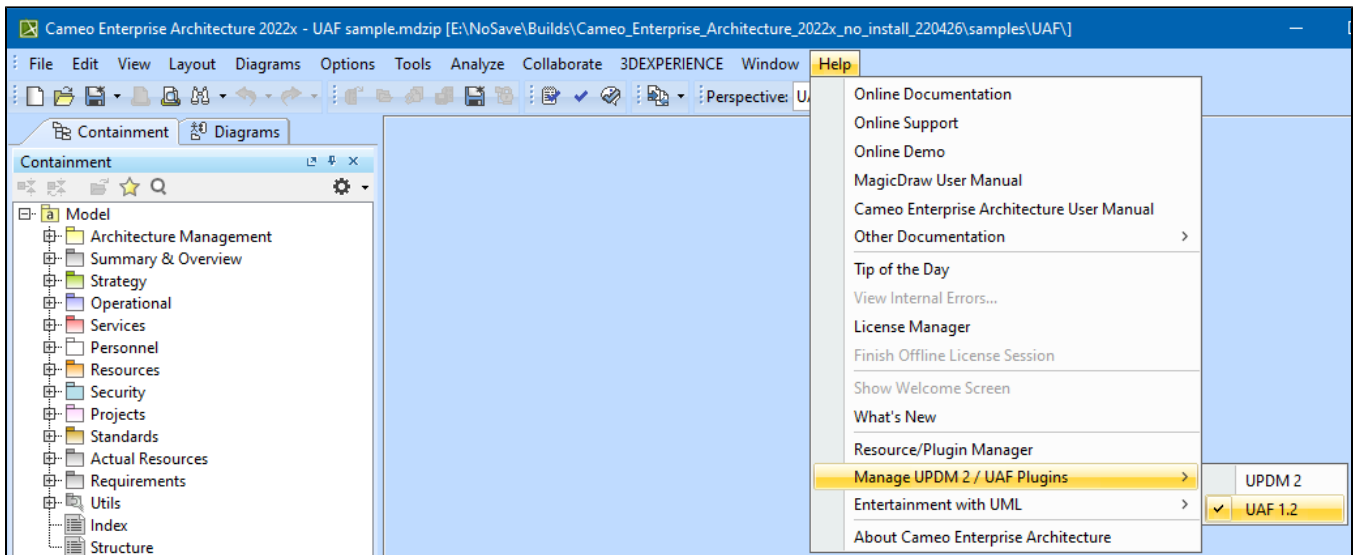 Cameo Enterprise Architecture 2022x - UAF sample.mdzip [E:\NoSave\Builds\Cameo_Enterprise_Architecture_2022x_no_install_220426\samples\UAF\]
File Edit View Layout Diagrams Options Tools Analyze Collaborate 3DEXPERIENCE Window Help
Perspective:
Containment Diagrams
Containment
Model
Architecture Management
Summary & Overview
Strategy
Operational
Services
Personnel
Resources
Security
Projects
Standards
Actual Resources
Requirements
Utils
Index
Structure
Online Documentation
Online Support
Online Demo
MagicDraw User Manual
Cameo Enterprise Architecture User Manual
Other Documentation
Tip of the Day
View Internal Errors...
License Manager
Finish Offline License Session
Show Welcome Screen
What's New
Resource/Plugin Manager
Manage UPDM 2 / UAF Plugins
Entertainment with UML
About Cameo Enterprise Architecture
UPDM 2
UAF 1.2